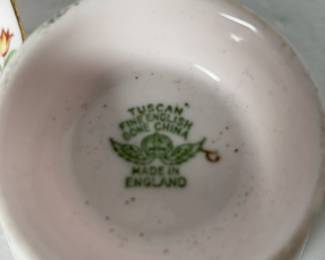 TUSCAN
FINE ENGLISH
BONE CHINA
MADE IN
ENGLAND